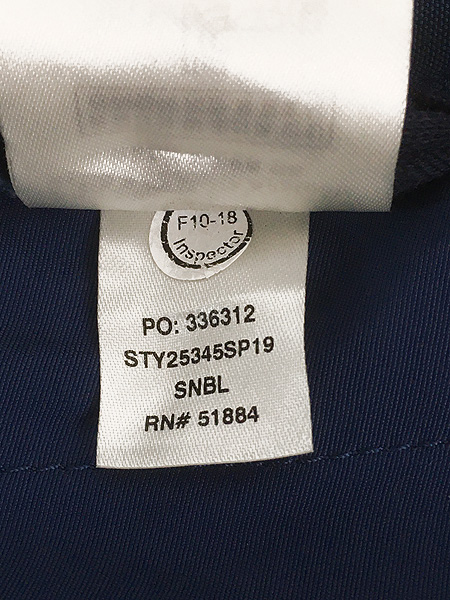 F10-18
Inspector
PO: 336312
STY25345SP19
SNBL
RN# 51884